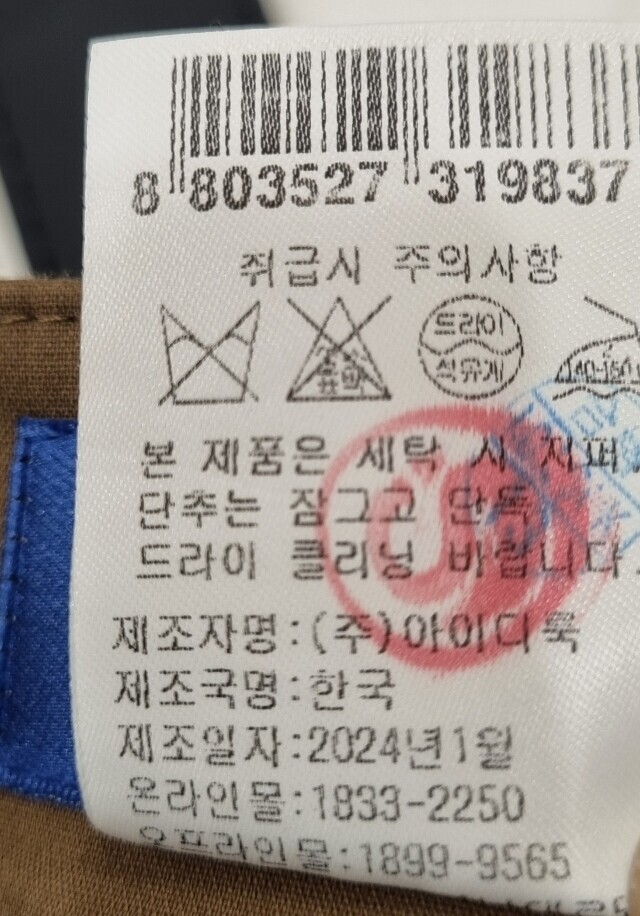 8 803527 319837
취급시 주의사항
드라이
석유계
본 제품은 세탁 시 지퍼
단추는 잠그고 단독
드라이 클리닝 바랍니다.
제조자명:(주)아이디룩
제조국명:한국
제조일자:2024년1월
온라인몰:1833-2250
오프라인몰:1899-9565